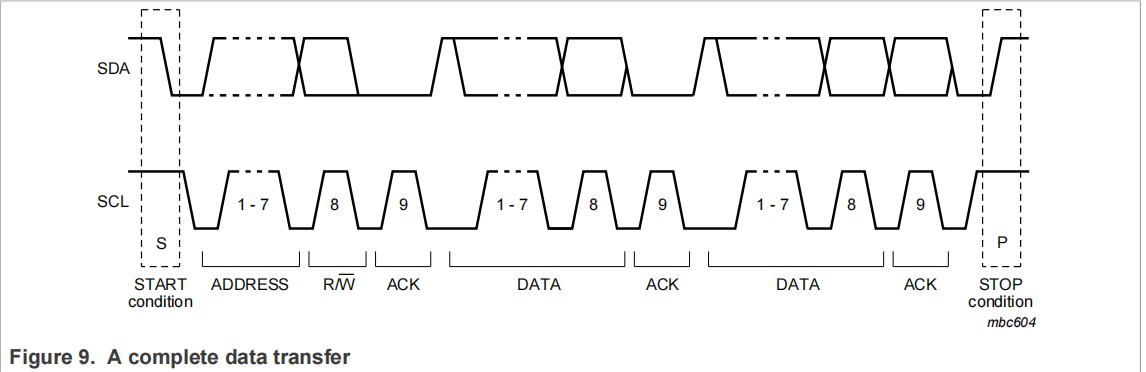 SDA
SCL
1 - 7 8 9 1 - 7 8 9 1 - 7 8 9
S P
START condition ADDRESS R/W̅ ACK DATA ACK DATA ACK STOP condition
mbc604
Figure 9. A complete data transfer